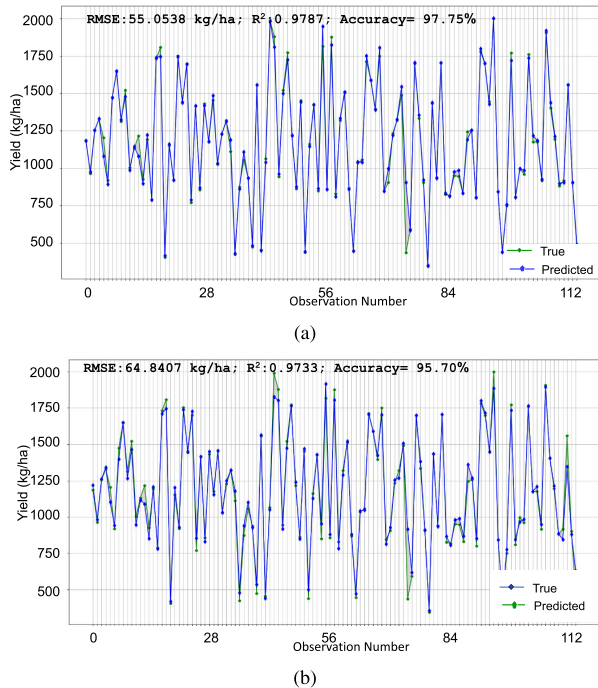 RMSE:55.0538 kg/ha; R²:0.9787; Accuracy= 97.75%
2000
1750
1500
1250
1000
750
500
Yield (kg/ha)
True
Predicted
0 28 56 84 112
Observation Number
(a)
RMSE:64.8407 kg/ha; R²:0.9733; Accuracy= 95.70%
2000
1750
1500
1250
1000
750
500
Yield (kg/ha)
True
Predicted
0 28 56 84 112
Observation Number
(b)